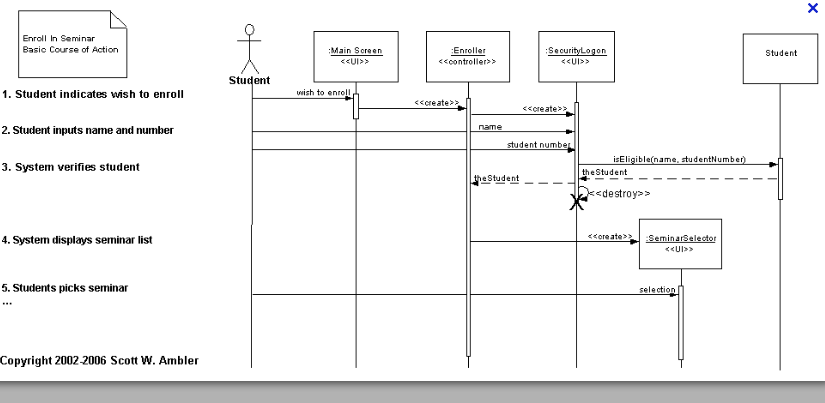 Enroll In Seminar
Basic Course of Action
Student
:Main Screen
<<UI>>
:Enroller
<<controller>>
:SecurityLogon
<<UI>>
Student
1. Student indicates wish to enroll
wish to enroll
<<create>>
<<create>>
2. Student inputs name and number
name
student number
3. System verifies student
isEligible(name, studentNumber)
theStudent
theStudent
<<destroy>>
4. System displays seminar list
<<create>>
:SeminarSelector
<<UI>>
5. Students picks seminar
selection
...
Copyright 2002-2006 Scott W. Ambler